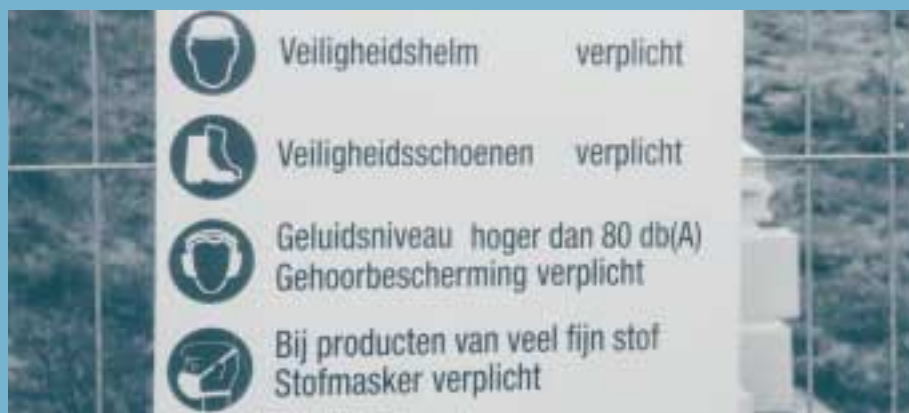 Veiligheidshelm verplicht
Veiligheidsschoenen verplicht
Geluidsniveau hoger dan 80 db(A)
Gehoorbescherming verplicht
Bij producten van veel fijn stof
Stofmasker verplicht